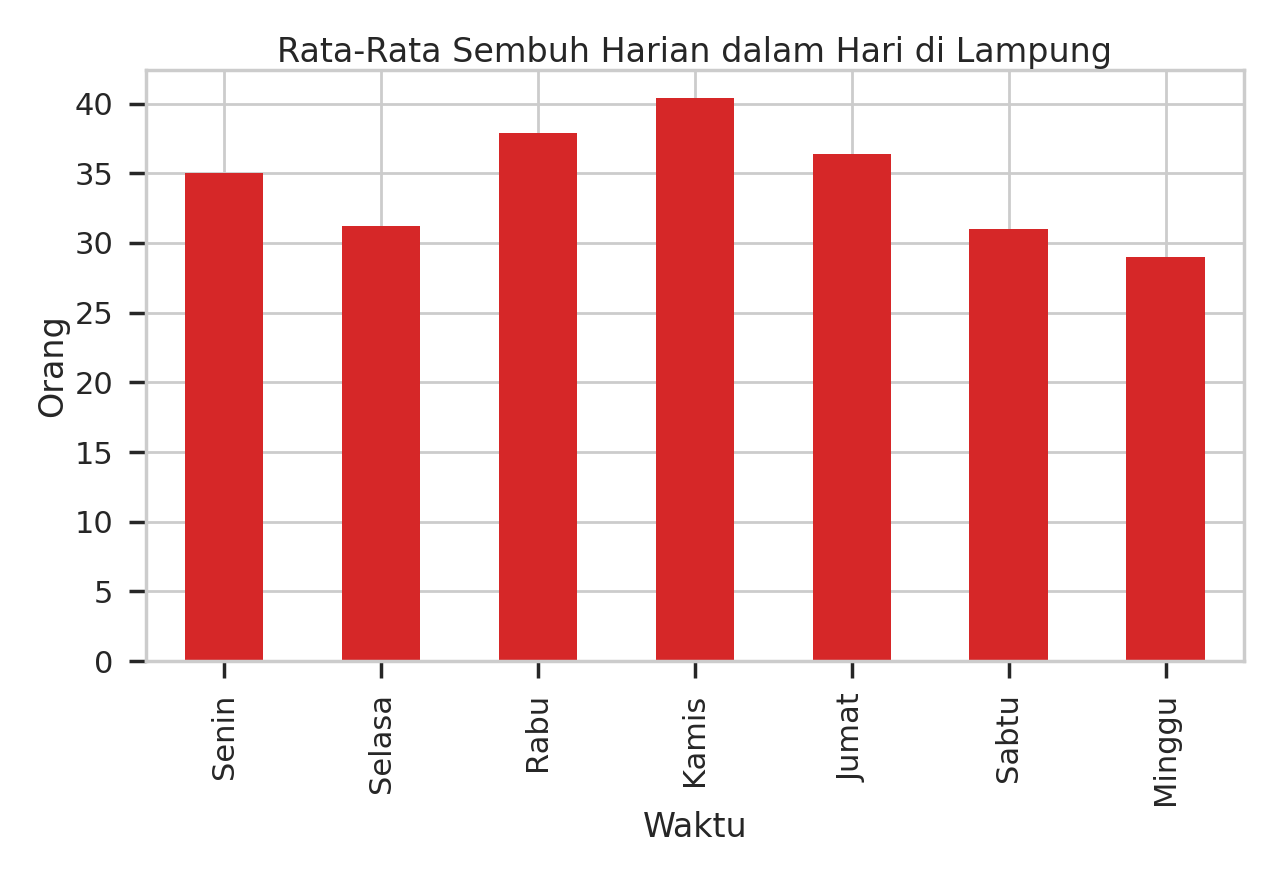 Rata-Rata Sembuh Harian dalam Hari di Lampung
40
35
30
25
20
15
10
5
0
Orang
Senin
Selasa
Rabu
Kamis
Jumat
Sabtu
Minggu
Waktu